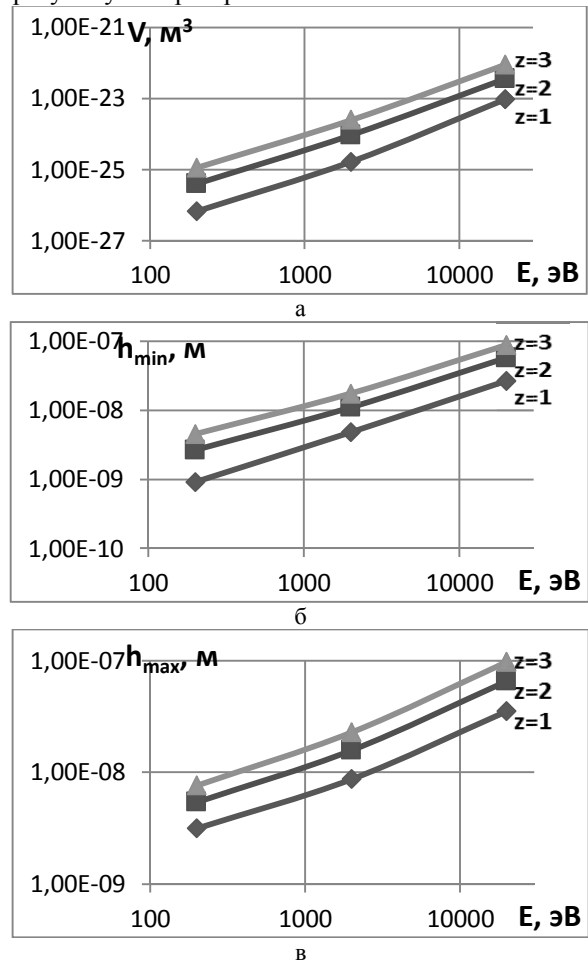 1,00E-21
V, м³
z=3
1,00E-23
z=2
z=1
1,00E-25
1,00E-27
100 1000 10000 E, эВ
а
1,00E-07
h_min, м
z=3
z=2
1,00E-08
z=1
1,00E-09
1,00E-10
100 1000 10000 E, эВ
б
1,00E-07
h_max, м
z=3
z=2
z=1
1,00E-08
1,00E-09
100 1000 10000 E, эВ
в